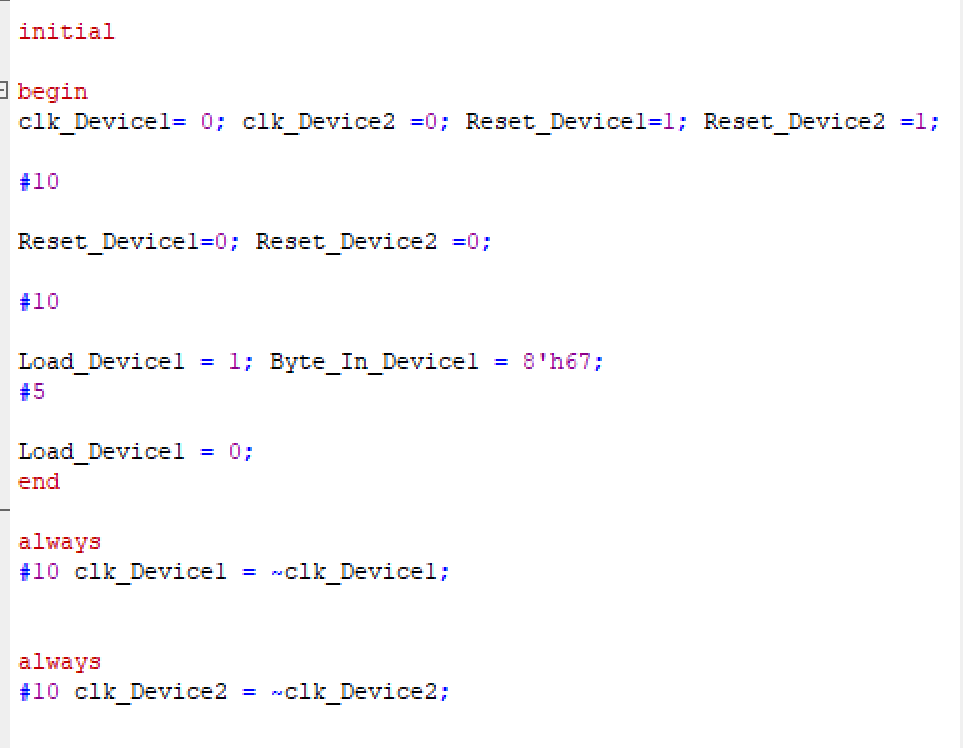 initial
begin
clk_Device1= 0; clk_Device2 =0; Reset_Device1=1; Reset_Device2 =1;
#10
Reset_Device1=0; Reset_Device2 =0;
#10
Load_Device1 = 1; Byte_In_Device1 = 8'h67;
#5
Load_Device1 = 0;
end
always
#10 clk_Device1 = ~clk_Device1;
always
#10 clk_Device2 = ~clk_Device2;